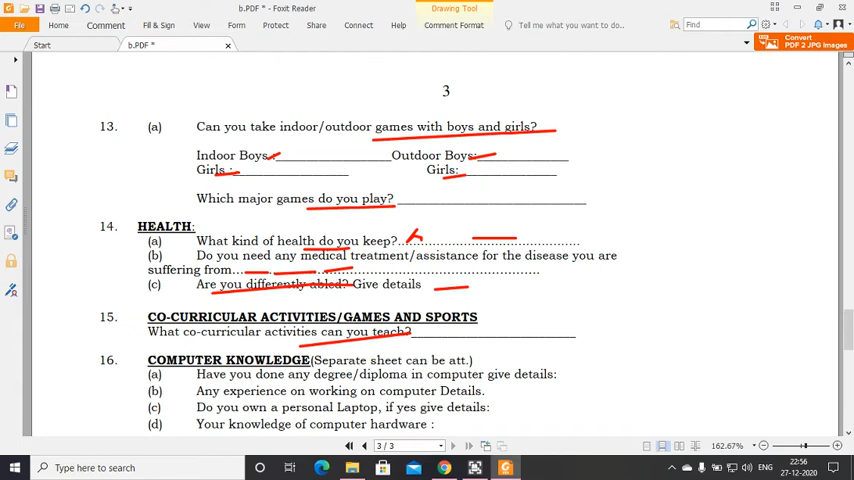 b.PDF * - Foxit Reader
Drawing Tool
File Home Comment Fill & Sign View Form Protect Share Connect Help Comment Format Tell me what you want to do... Find
Start b.PDF *
Convert
PDF 2 JPG Images
3
13. (a) Can you take indoor/outdoor games with boys and girls?
Indoor Boys :____________________ Outdoor Boys:________________
Girls :____________________ Girls:________________
Which major games do you play? ______________________________
14. HEALTH:
(a) What kind of health do you keep?..............................................
(b) Do you need any medical treatment/assistance for the disease you are
suffering from..............................................................................
(c) Are you differently abled? Give details
15. CO-CURRICULAR ACTIVITIES/GAMES AND SPORTS
What co-curricular activities can you teach?__________________________
16. COMPUTER KNOWLEDGE(Separate sheet can be att.)
(a) Have you done any degree/diploma in computer give details:
(b) Any experience on working on computer Details.
(c) Do you own a personal Laptop, if yes give details:
(d) Your knowledge of computer hardware :
3 / 3
162.67%
Type here to search
ENG
22:56
27-12-2020